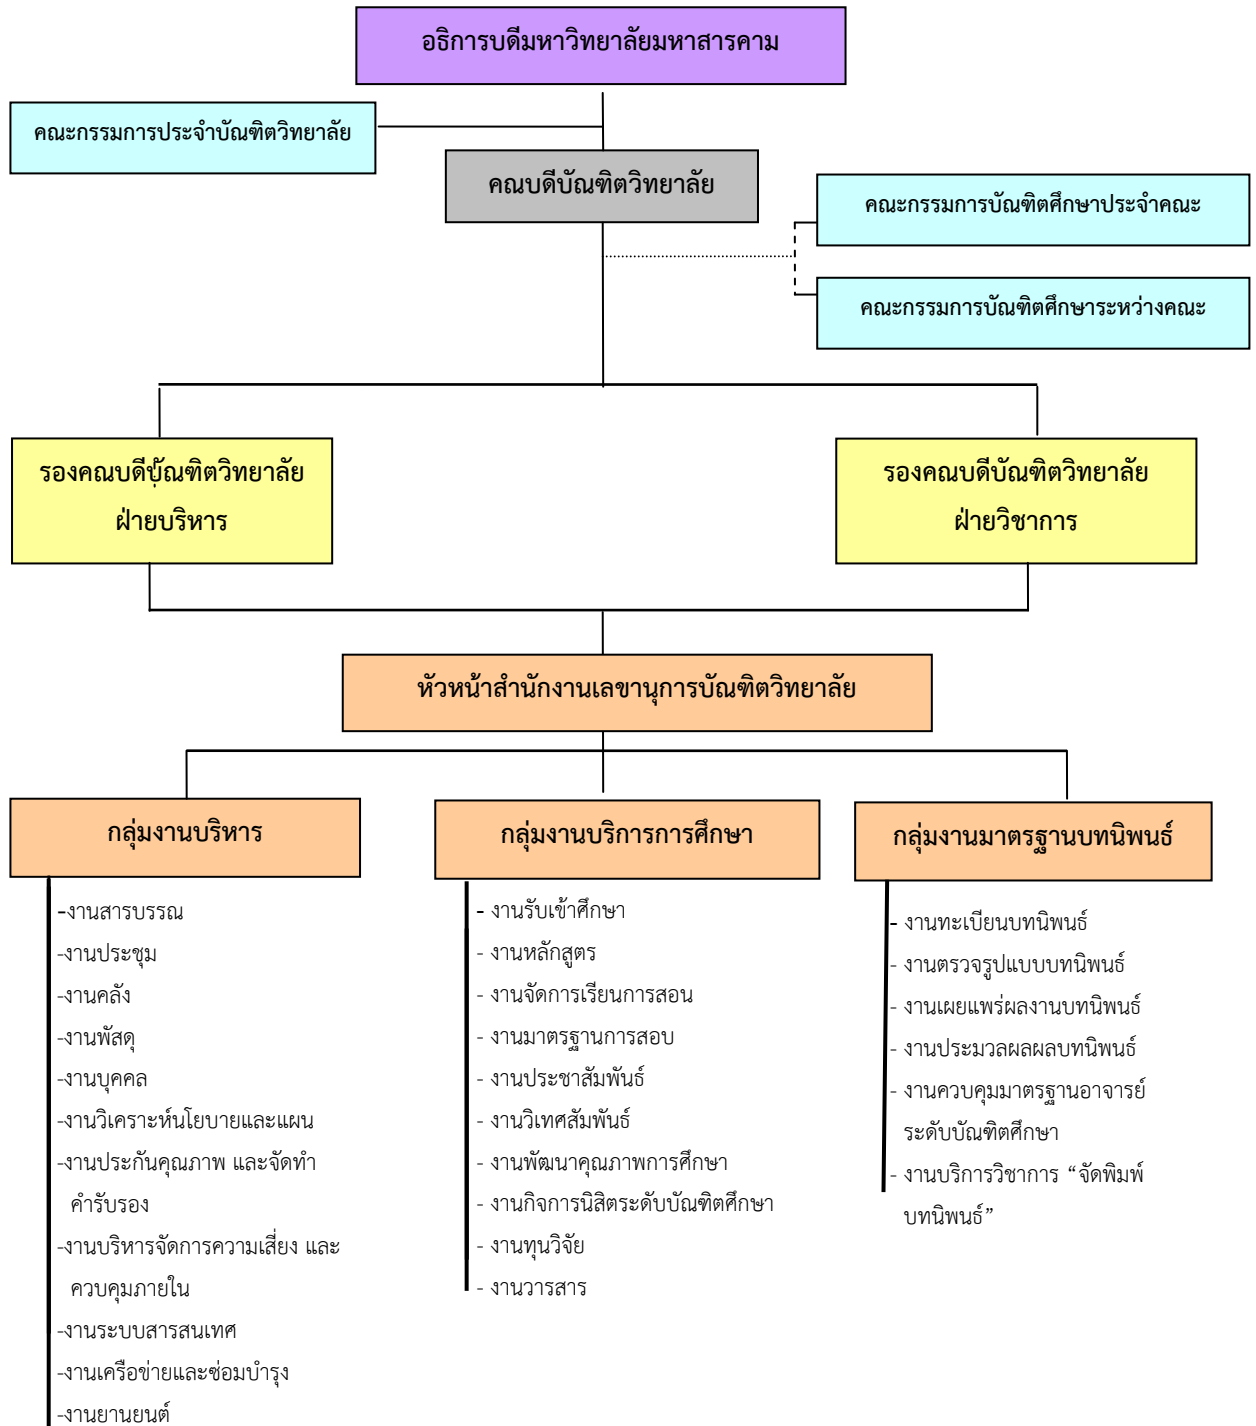 อธิการบดีมหาวิทยาลัยมหาสารคาม
คณะกรรมการประจำบัณฑิตวิทยาลัย
คณบดีบัณฑิตวิทยาลัย
คณะกรรมการบัณฑิตศึกษาประจำคณะ
คณะกรรมการบัณฑิตศึกษาระหว่างคณะ
รองคณบดีบัณฑิตวิทยาลัย
ฝ่ายบริหาร
รองคณบดีบัณฑิตวิทยาลัย
ฝ่ายวิชาการ
หัวหน้าสำนักงานเลขานุการบัณฑิตวิทยาลัย
กลุ่มงานบริหาร
-งานสารบรรณ
-งานประชุม
-งานคลัง
-งานพัสดุ
-งานบุคคล
-งานวิเคราะห์นโยบายและแผน
-งานประกันคุณภาพ และจัดทำ
คำรับรอง
-งานบริหารจัดการความเสี่ยง และ
ควบคุมภายใน
-งานระบบสารสนเทศ
-งานเครือข่ายและซ่อมบำรุง
-งานยานยนต์
กลุ่มงานบริการการศึกษา
- งานรับเข้าศึกษา
- งานหลักสูตร
- งานจัดการเรียนการสอน
- งานมาตรฐานการสอบ
- งานประชาสัมพันธ์
- งานวิเทศสัมพันธ์
- งานพัฒนาคุณภาพการศึกษา
- งานกิจการนิสิตระดับบัณฑิตศึกษา
- งานทุนวิจัย
- งานวารสาร
กลุ่มงานมาตรฐานบทนิพนธ์
- งานทะเบียนบทนิพนธ์
- งานตรวจรูปแบบบทนิพนธ์
- งานเผยแพร่ผลงานบทนิพนธ์
- งานประมวลผลผลบทนิพนธ์
- งานควบคุมมาตรฐานอาจารย์
ระดับบัณฑิตศึกษา
- งานบริการวิชาการ “จัดพิมพ์
บทนิพนธ์”